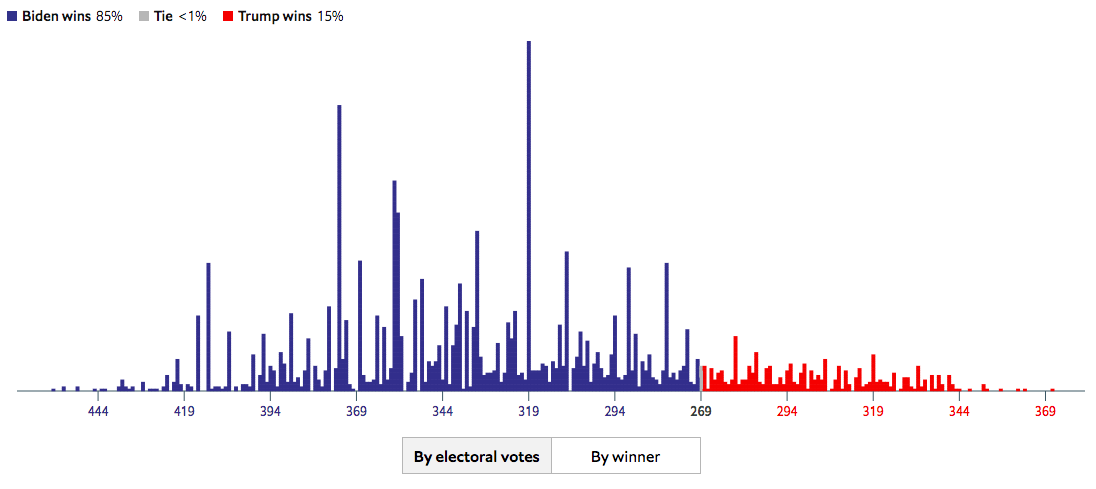 Biden wins 85% Tie <1% Trump wins 15%
444 419 394 369 344 319 294 269 294 319 344 369
By electoral votes By winner